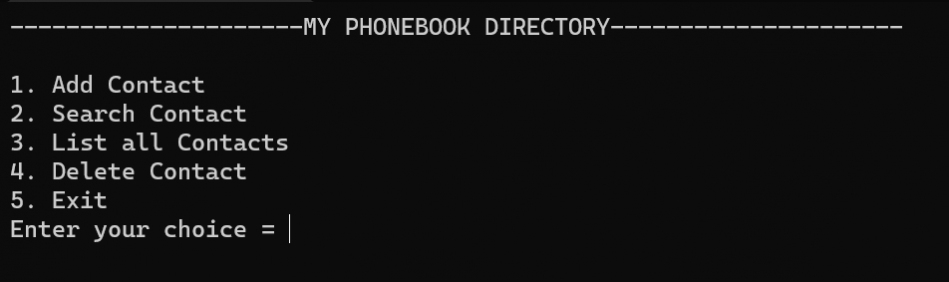 ---------------------MY PHONEBOOK DIRECTORY---------------------
1. Add Contact
2. Search Contact
3. List all Contacts
4. Delete Contact
5. Exit
Enter your choice =